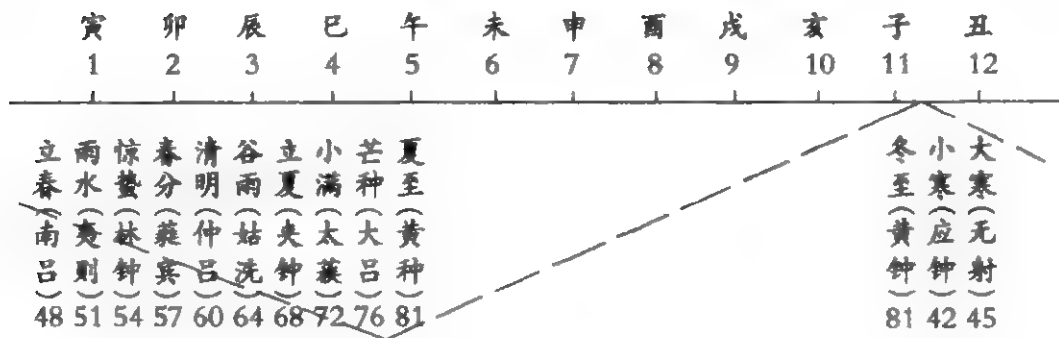 寅 卯 辰 巳 午 未 申 酉 戌 亥 子 丑
1 2 3 4 5 6 7 8 9 10 11 12
立春(南吕)48
雨水(夷则)51
惊蛰(林钟)54
春分(蕤宾)57
清明(仲吕)60
谷雨(姑洗)64
立夏(夹钟)68
小满(太蔟)72
芒种(大吕)76
夏至(黄种)81
冬至(黄钟)81
小寒(应钟)42
大寒(无射)45